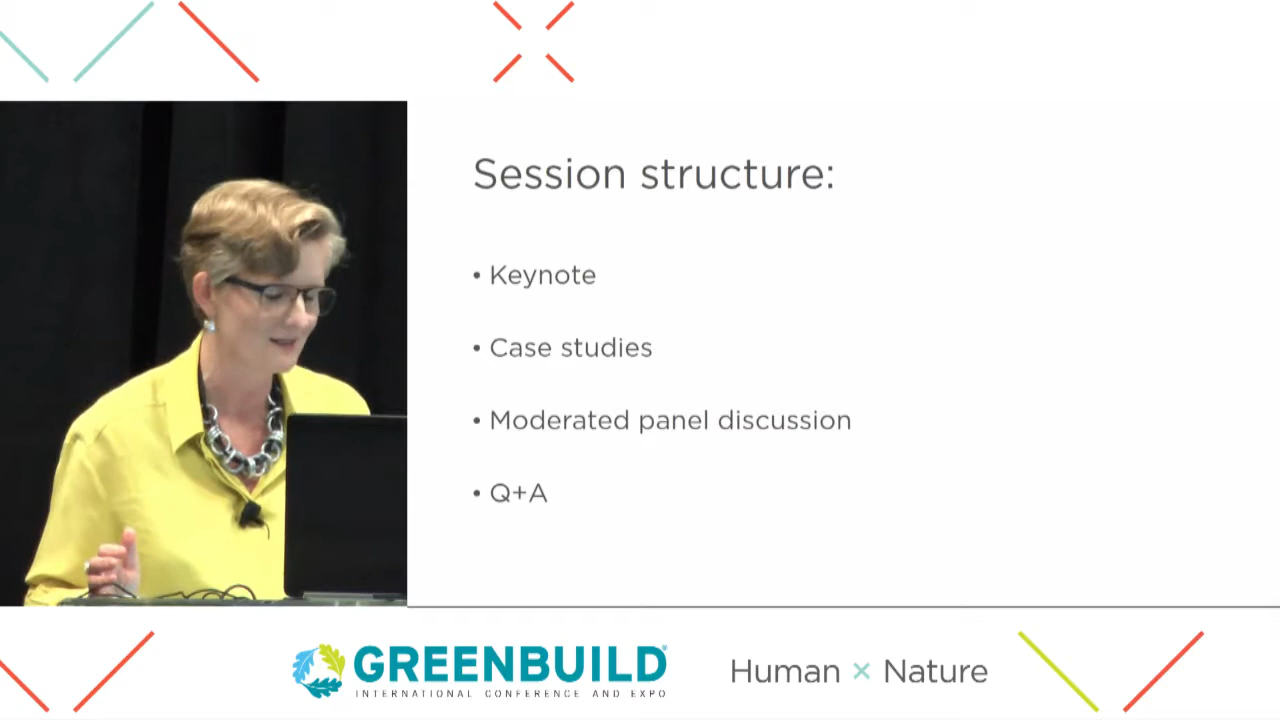 Session structure:
• Keynote
• Case studies
• Moderated panel discussion
• Q+A
GREENBUILD®
INTERNATIONAL CONFERENCE AND EXPO
Human × Nature